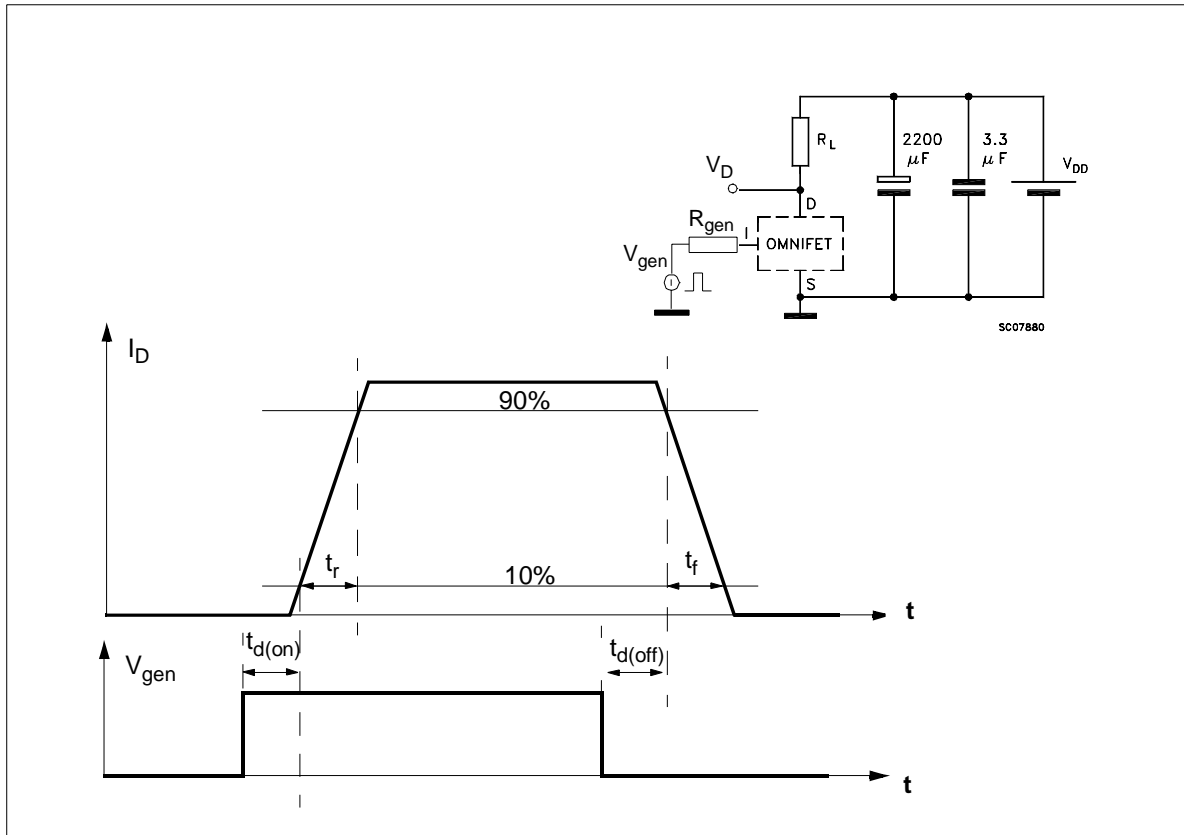 2200
μF
3.3
μF
R_L
V_DD
V_D
D
R_gen
I
OMNIFET
V_gen
S
SC07880
I_D
90%
t_r
10%
t_f
t
t_d(on)
t_d(off)
V_gen
t